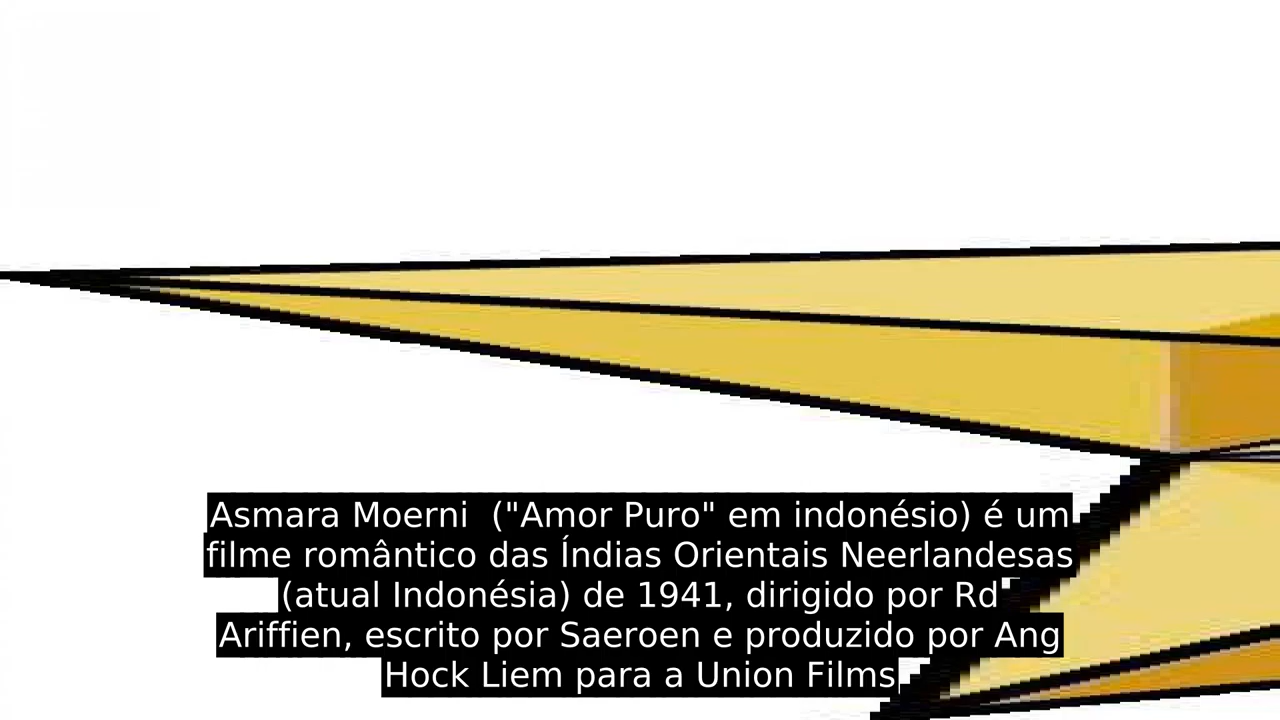 Asmara Moerni  ("Amor Puro" em indonésio) é um
filme romântico das Índias Orientais Neerlandesas
(atual Indonésia) de 1941, dirigido por Rd
Ariffien, escrito por Saeroen e produzido por Ang
Hock Liem para a Union Films